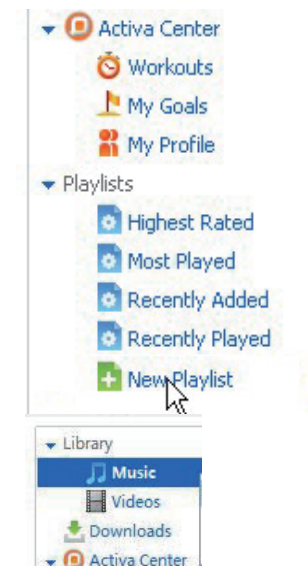 Activa Center
Workouts
My Goals
My Profile
Playlists
Highest Rated
Most Played
Recently Added
Recently Played
New Playlist
Library
Music
Videos
Downloads
Activa Center